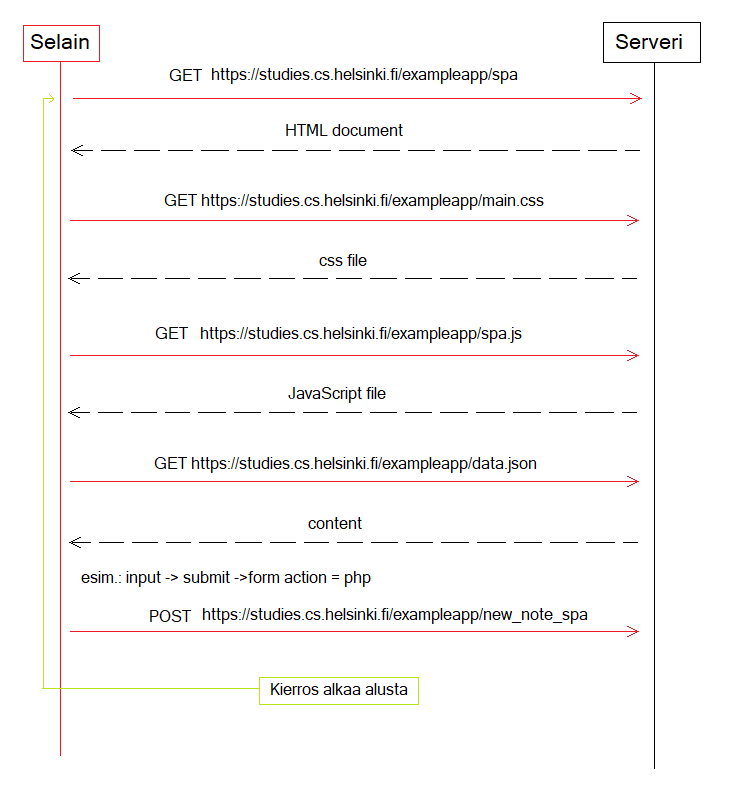 Selain
Serveri
GET https://studies.cs.helsinki.fi/exampleapp/spa
HTML document
GET https://studies.cs.helsinki.fi/exampleapp/main.css
css file
GET https://studies.cs.helsinki.fi/exampleapp/spa.js
JavaScript file
GET https://studies.cs.helsinki.fi/exampleapp/data.json
content
esim.: input -> submit ->form action = php
POST https://studies.cs.helsinki.fi/exampleapp/new_note_spa
Kierros alkaa alusta